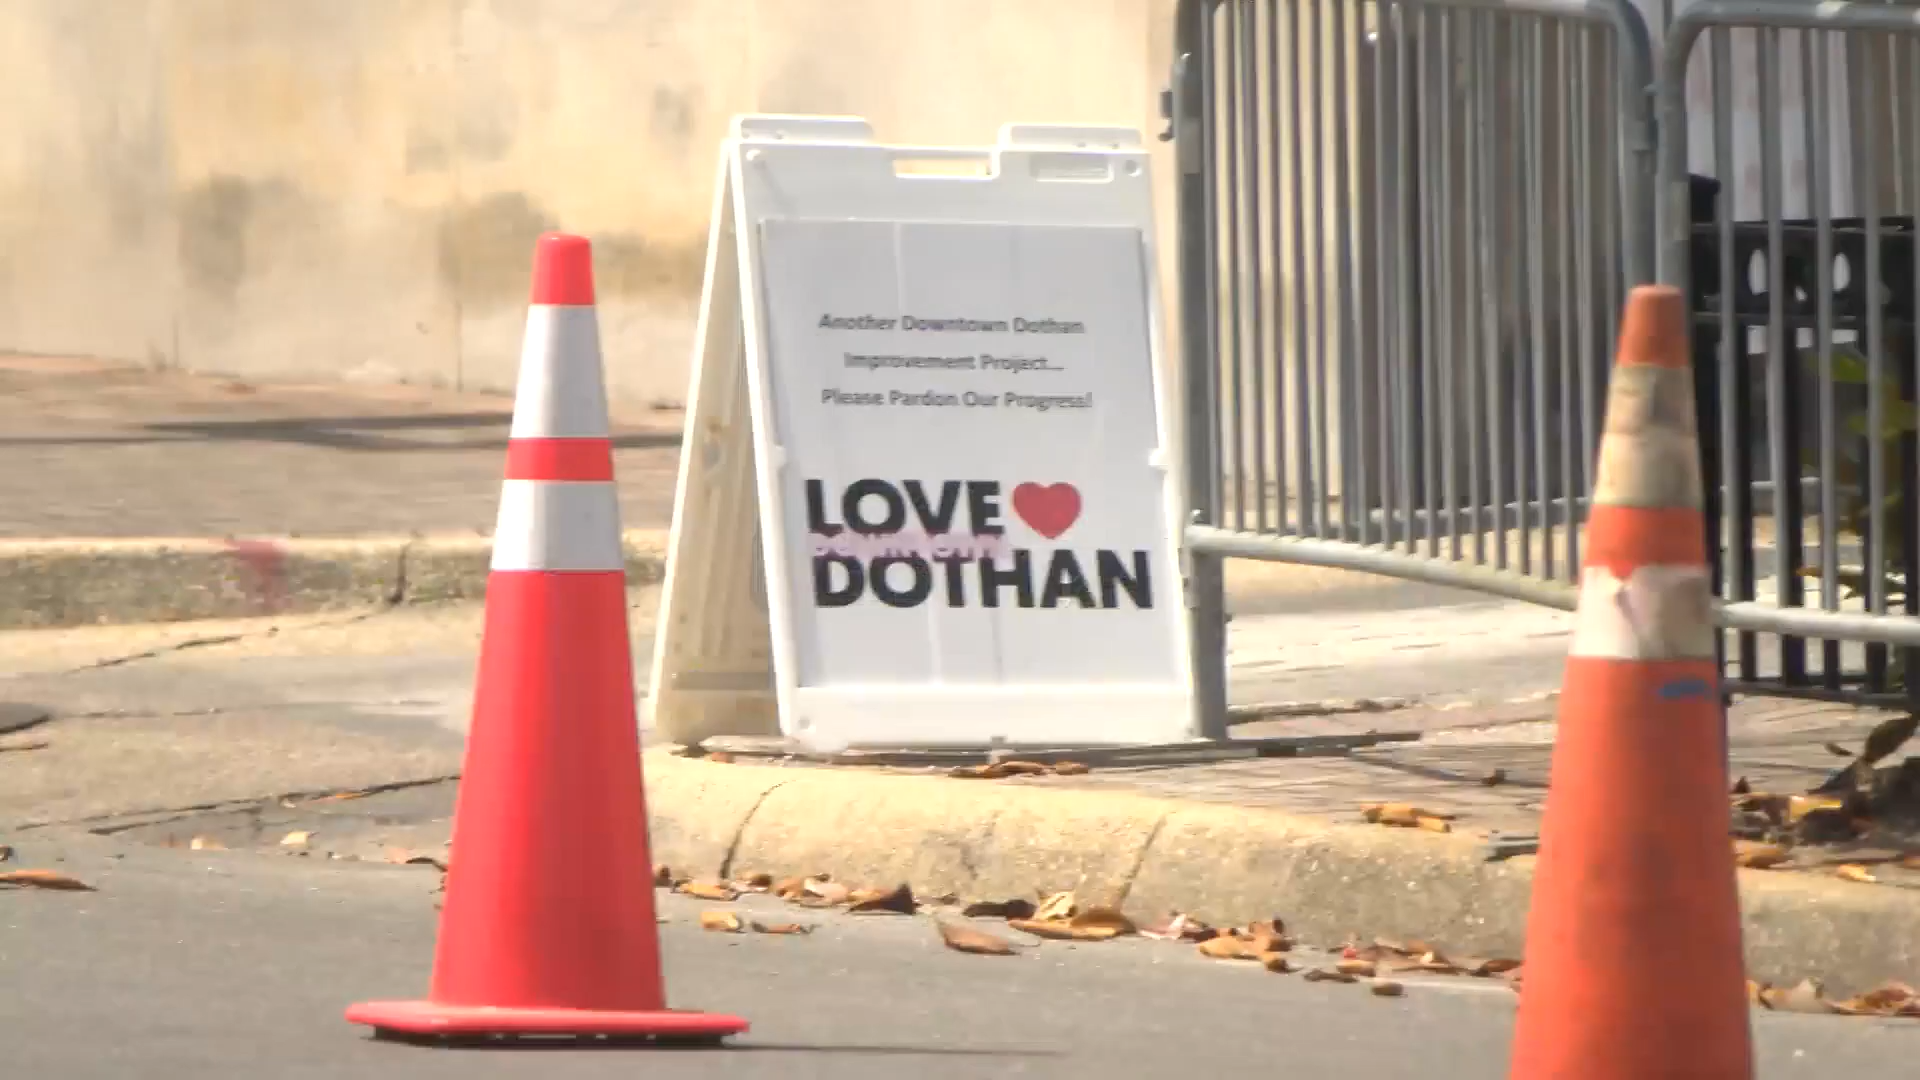 Another Downtown Dothan
Improvement Project...
Please Pardon Our Progress!
LOVE
DOTHAN